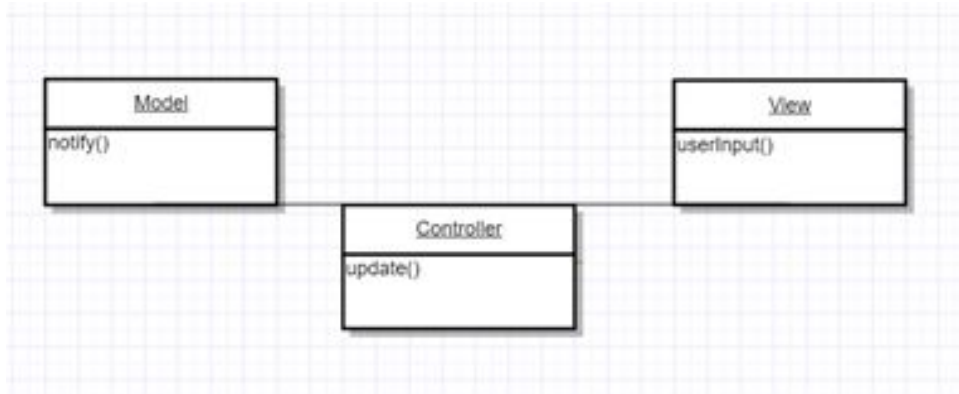 Model
notify()
View
userInput()
Controller
update()